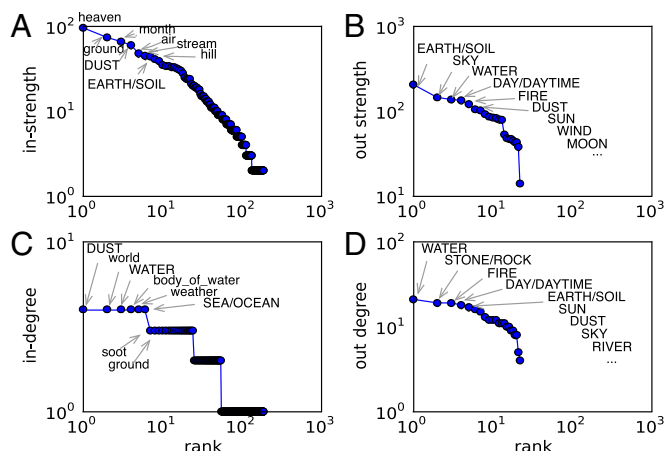 A
heaven
month
air
stream
hill
ground
DUST
EARTH/SOIL
in-strength
10^2
10^1
10^0
10^0 10^1 10^2 10^3
B
EARTH/SOIL
SKY
WATER
DAY/DAYTIME
FIRE
DUST
SUN
WIND
MOON
...
out strength
10^3
10^2
10^1
10^0 10^1 10^2 10^3
C
DUST
world
WATER
body_of_water
weather
SEA/OCEAN
soot
ground
in-degree
10^1
10^0
10^0 10^1 10^2 10^3
rank
D
WATER
STONE/ROCK
FIRE
DAY/DAYTIME
EARTH/SOIL
SUN
DUST
SKY
RIVER
...
out degree
10^2
10^1
10^0
10^0 10^1 10^2 10^3
rank